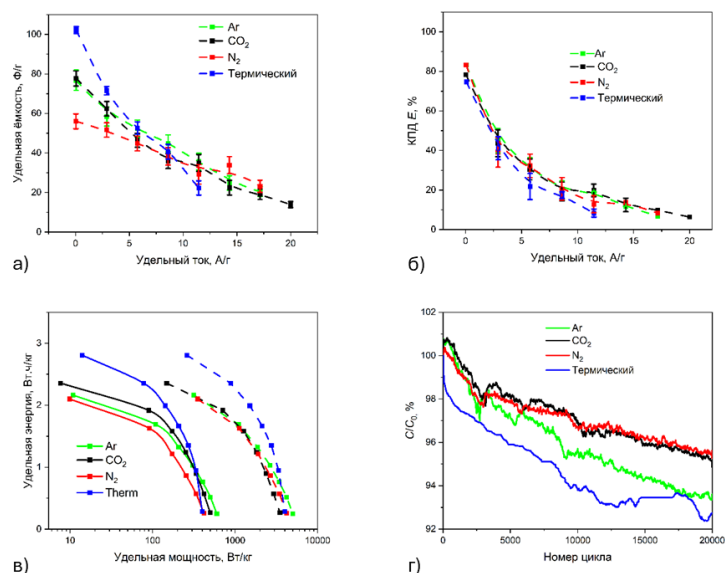 Удельная ёмкость, Ф/г
100
80
60
40
20
0
0
5
10
15
20
Удельный ток, А/г
Ar
CO₂
N₂
Термический
а)
КПД E, %
100
80
60
40
20
0
0
5
10
15
20
Удельный ток, А/г
Ar
CO₂
N₂
Термический
б)
Удельная энергия, Вт·ч/кг
3
2
1
0
10
100
1000
10000
Удельная мощность, Вт/кг
Ar
CO₂
N₂
Therm
в)
C/C₀, %
102
100
98
96
94
92
0
5000
10000
15000
20000
Номер цикла
Ar
CO₂
N₂
Термический
г)